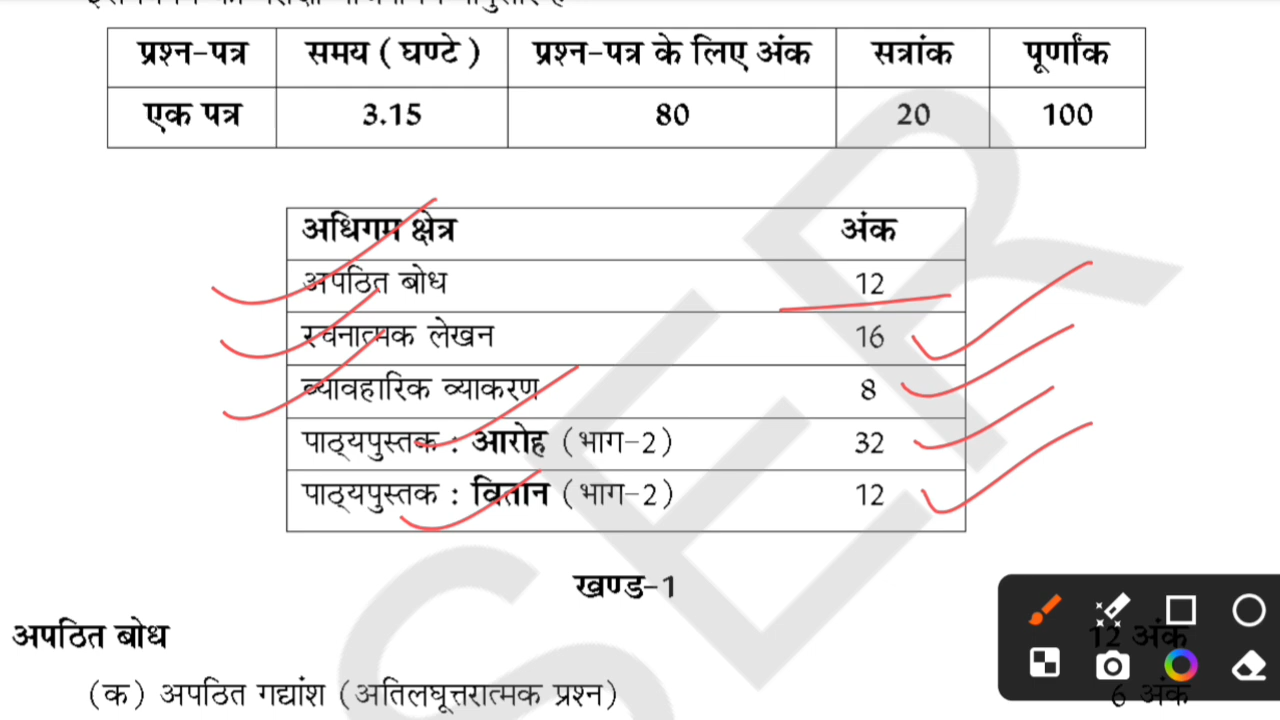 प्रश्न-पत्र समय ( घण्टे ) प्रश्न-पत्र के लिए अंक सत्रांक पूर्णांक
एक पत्र 3.15 80 20 100
अधिगम क्षेत्र अंक
अपठित बोध 12
रचनात्मक लेखन 16
व्यावहारिक व्याकरण 8
पाठ्यपुस्तक : आरोह (भाग-2) 32
पाठ्यपुस्तक : वितान (भाग-2) 12
खण्ड-1
अपठित बोध 12 अंक
(क) अपठित गद्यांश (अतिलघूत्तरात्मक प्रश्न) 6 अंक